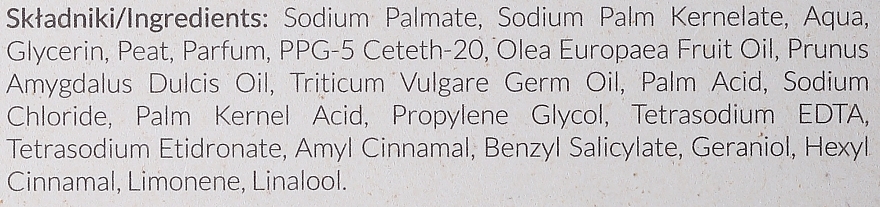 Składniki/Ingredients: Sodium Palmate, Sodium Palm Kernelate, Aqua,
Glycerin, Peat, Parfum, PPG-5 Ceteth-20, Olea Europaea Fruit Oil, Prunus
Amygdalus Dulcis Oil, Triticum Vulgare Germ Oil, Palm Acid, Sodium
Chloride, Palm Kernel Acid, Propylene Glycol, Tetrasodium EDTA,
Tetrasodium Etidronate, Amyl Cinnamal, Benzyl Salicylate, Geraniol, Hexyl
Cinnamal, Limonene, Linalool.